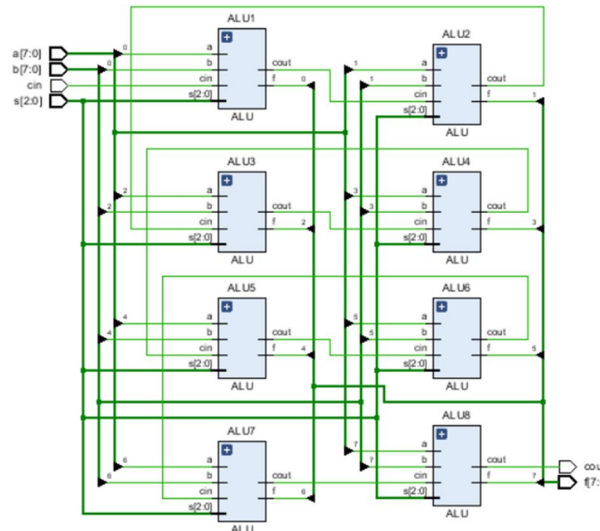 ALU1
a[7:0]
b[7:0]
cin
s[2:0]
0
0
a
b
cin
s[2:0]
cout
f
0
ALU
ALU2
1
1
a
b
cin
s[2:0]
cout
f
1
ALU
ALU3
2
2
a
b
cin
s[2:0]
cout
f
2
ALU
ALU4
3
3
a
b
cin
s[2:0]
cout
f
3
ALU
ALU5
4
4
a
b
cin
s[2:0]
cout
f
4
ALU
ALU6
5
5
a
b
cin
s[2:0]
cout
f
5
ALU
ALU7
6
6
a
b
cin
s[2:0]
cout
f
6
ALU
ALU8
7
7
a
b
cin
s[2:0]
cout
f
7
ALU
cou
f[7: